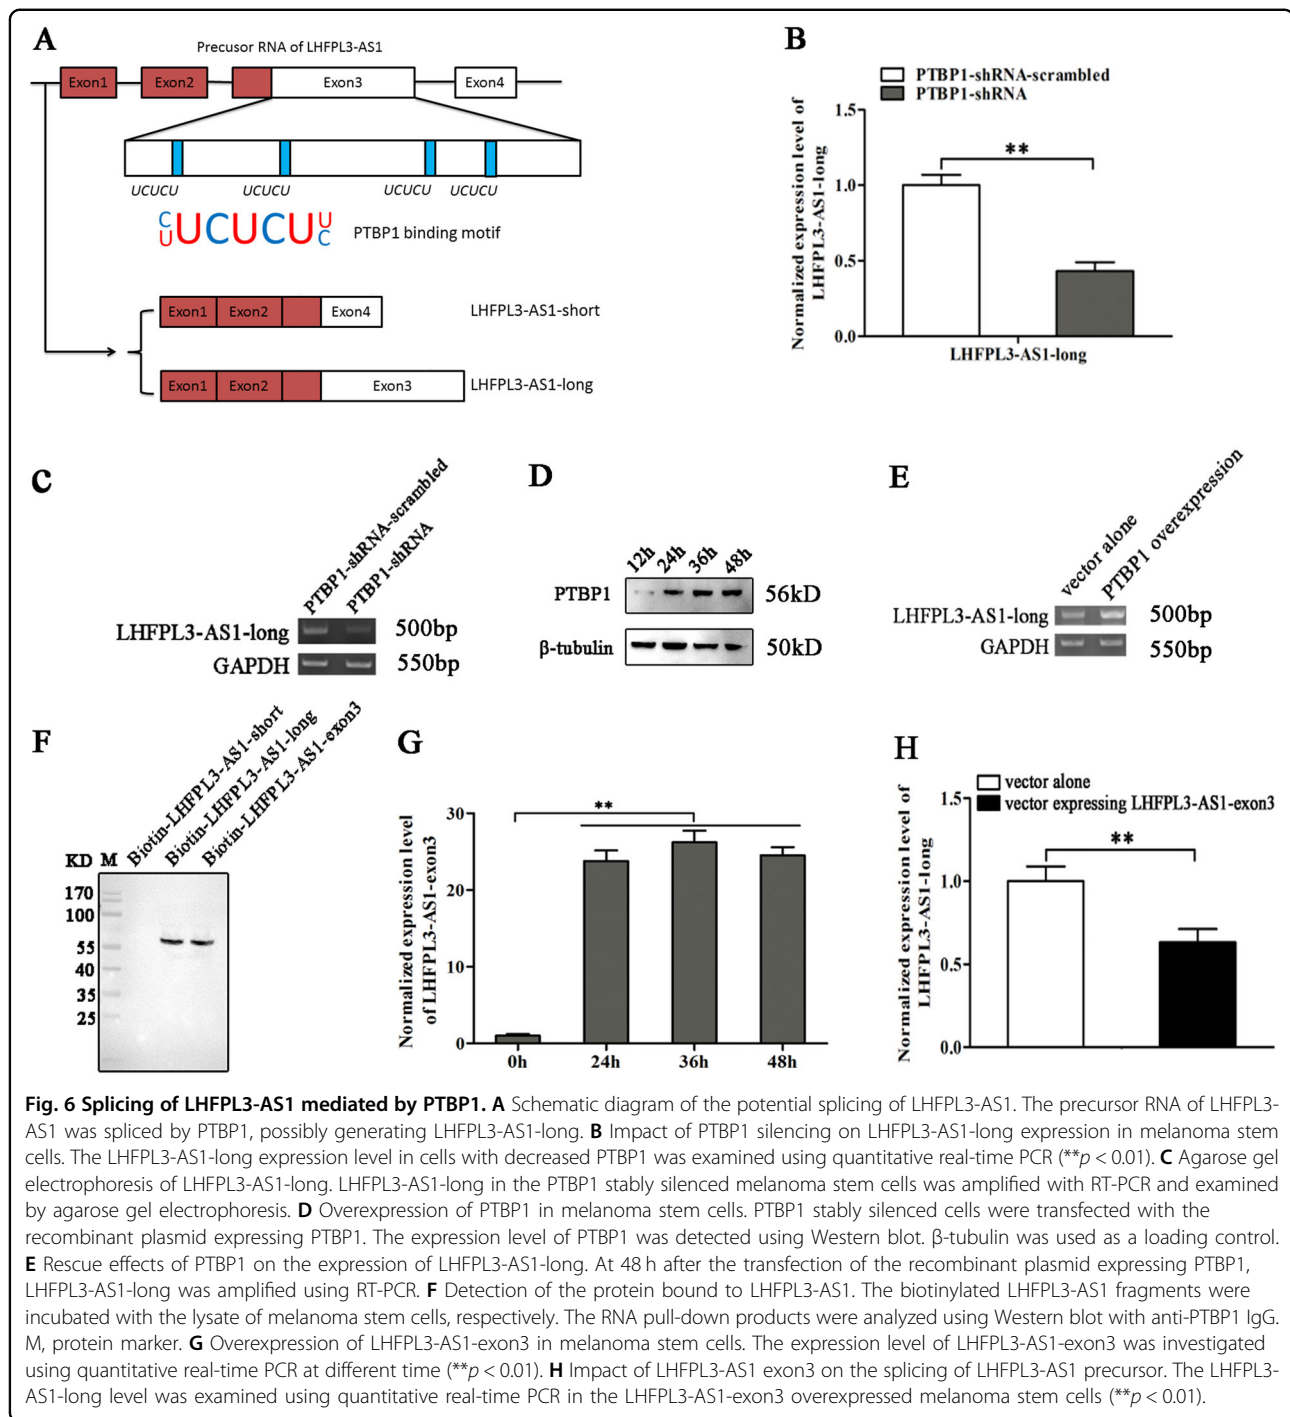 A
Precusor RNA of LHFPL3-AS1
Exon1 Exon2 Exon3 Exon4
UCUCU UCUCU UCUCU UCUCU
C/U UCUCU U/C PTBP1 binding motif
Exon1 Exon2 Exon4 LHFPL3-AS1-short
Exon1 Exon2 Exon3 LHFPL3-AS1-long
B
PTBP1-shRNA-scrambled
PTBP1-shRNA
Normalized expression level of
LHFPL3-AS1-long
1.5
1.0
0.5
0.0
**
LHFPL3-AS1-long
C
PTBP1-shRNA-scrambled
PTBP1-shRNA
LHFPL3-AS1-long 500bp
GAPDH 550bp
D
12h 24h 36h 48h
PTBP1 56kD
β-tubulin 50kD
E
vector alone
PTBP1 overexpression
LHFPL3-AS1-long 500bp
GAPDH 550bp
F
Biotin-LHFPL3-AS1-short
Biotin-LHFPL3-AS1-long
Biotin-LHFPL3-AS1-exon3
KD M
170
100
55
40
35
25
G
Normalized expression level
of LHFPL3-AS1-exon3
30
20
10
0
**
0h 24h 36h 48h
H
vector alone
vector expressing LHFPL3-AS1-exon3
Normalized expression level of
LHFPL3-AS1-long
1.5
1.0
0.5
0.0
**
Fig. 6 Splicing of LHFPL3-AS1 mediated by PTBP1. A Schematic diagram of the potential splicing of LHFPL3-AS1. The precursor RNA of LHFPL3-
AS1 was spliced by PTBP1, possibly generating LHFPL3-AS1-long. B Impact of PTBP1 silencing on LHFPL3-AS1-long expression in melanoma stem
cells. The LHFPL3-AS1-long expression level in cells with decreased PTBP1 was examined using quantitative real-time PCR (**p < 0.01). C Agarose gel
electrophoresis of LHFPL3-AS1-long. LHFPL3-AS1-long in the PTBP1 stably silenced melanoma stem cells was amplified with RT-PCR and examined
by agarose gel electrophoresis. D Overexpression of PTBP1 in melanoma stem cells. PTBP1 stably silenced cells were transfected with the
recombinant plasmid expressing PTBP1. The expression level of PTBP1 was detected using Western blot. β-tubulin was used as a loading control.
E Rescue effects of PTBP1 on the expression of LHFPL3-AS1-long. At 48 h after the transfection of the recombinant plasmid expressing PTBP1,
LHFPL3-AS1-long was amplified using RT-PCR. F Detection of the protein bound to LHFPL3-AS1. The biotinylated LHFPL3-AS1 fragments were
incubated with the lysate of melanoma stem cells, respectively. The RNA pull-down products were analyzed using Western blot with anti-PTBP1 IgG.
M, protein marker. G Overexpression of LHFPL3-AS1-exon3 in melanoma stem cells. The expression level of LHFPL3-AS1-exon3 was investigated
using quantitative real-time PCR at different time (**p < 0.01). H Impact of LHFPL3-AS1 exon3 on the splicing of LHFPL3-AS1 precursor. The LHFPL3-
AS1-long level was examined using quantitative real-time PCR in the LHFPL3-AS1-exon3 overexpressed melanoma stem cells (**p < 0.01).